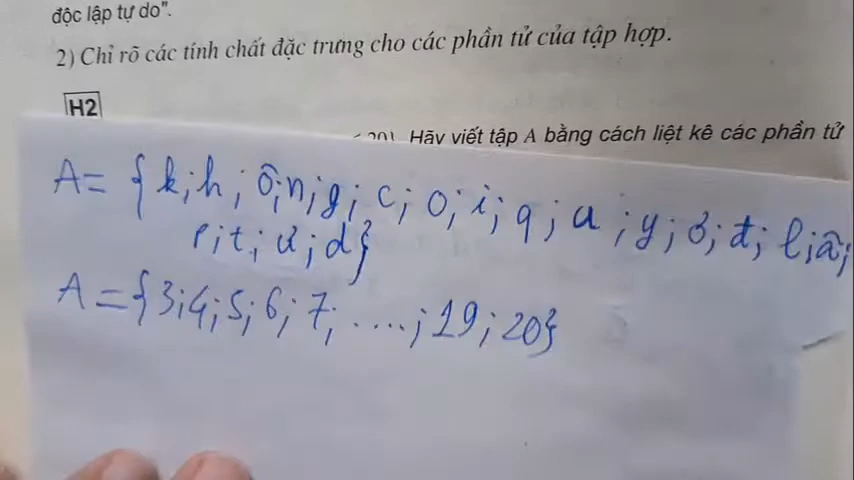 độc lập tự do".
2) Chỉ rõ các tính chất đặc trưng cho các phần tử của tập hợp.
H2
20}. Hãy viết tập A bằng cách liệt kê các phần tử
A = {k; h; ô; n; g; c; o; i; q; u; y; ơ; đ; l; â;
p; t; ư; d}
A = {3; 4; 5; 6; 7; ....; 19; 20}